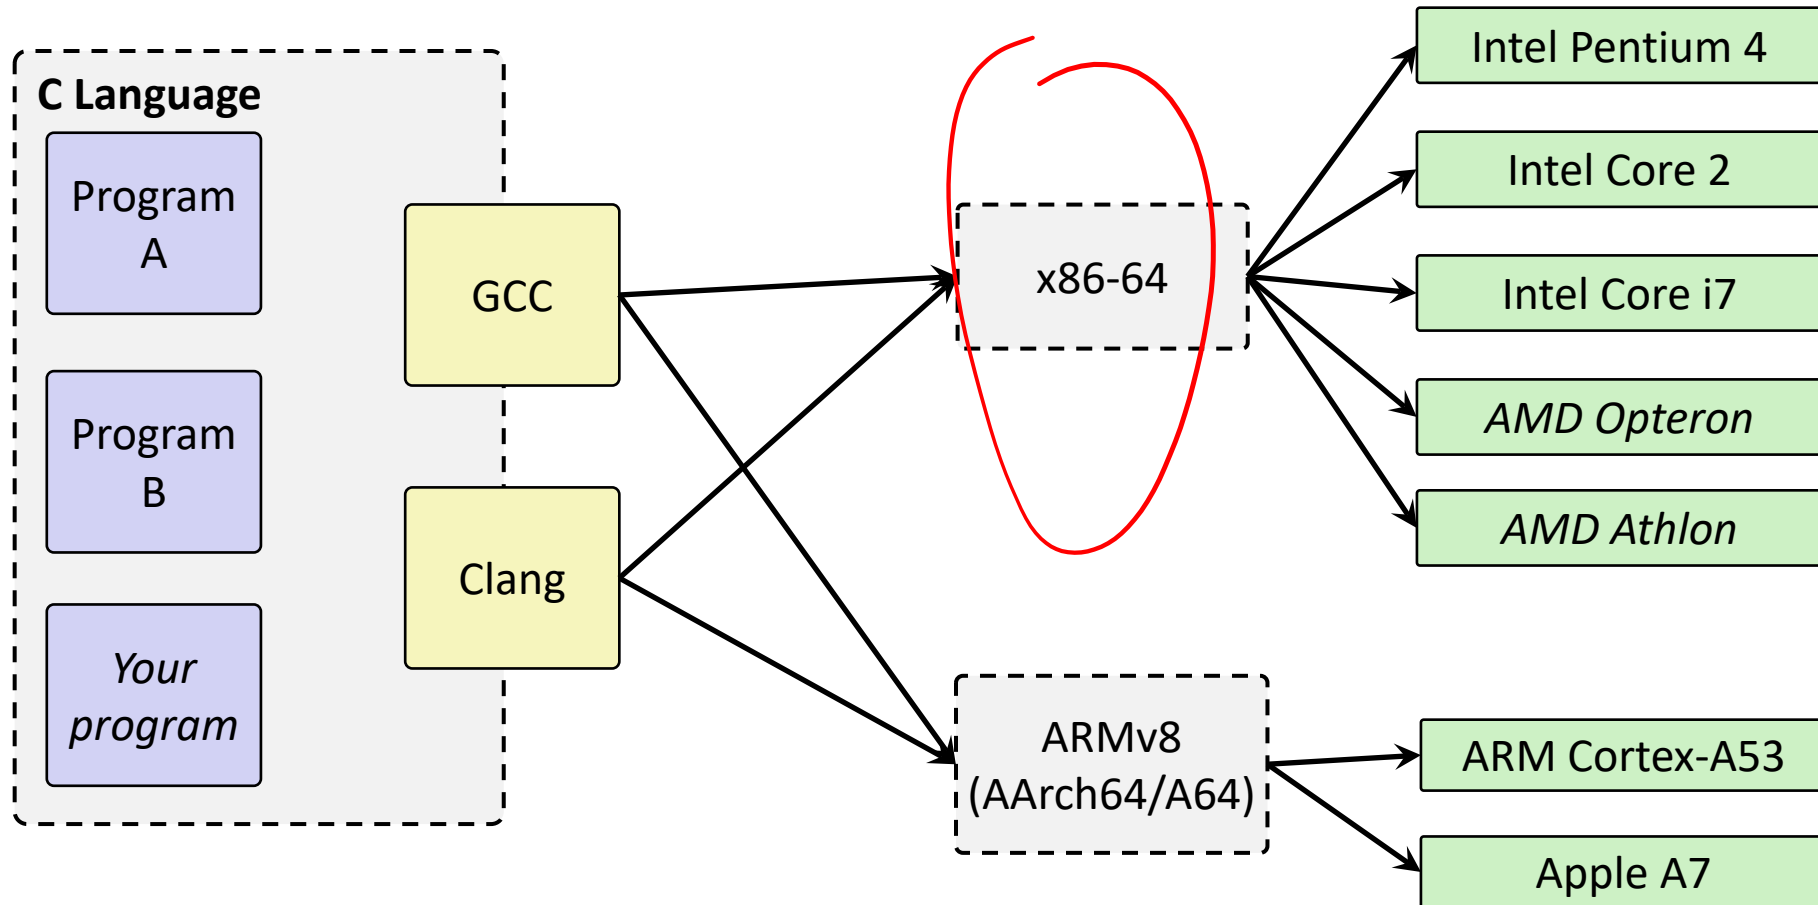 C Language
Program
A
Program
B
Your
program
GCC
Clang
x86-64
ARMv8
(AArch64/A64)
Intel Pentium 4
Intel Core 2
Intel Core i7
AMD Opteron
AMD Athlon
ARM Cortex-A53
Apple A7